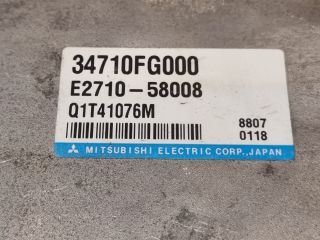 34710FG000
E2710-58008
Q1T41076M
8807
0118
MITSUBISHI ELECTRIC CORP., JAPAN